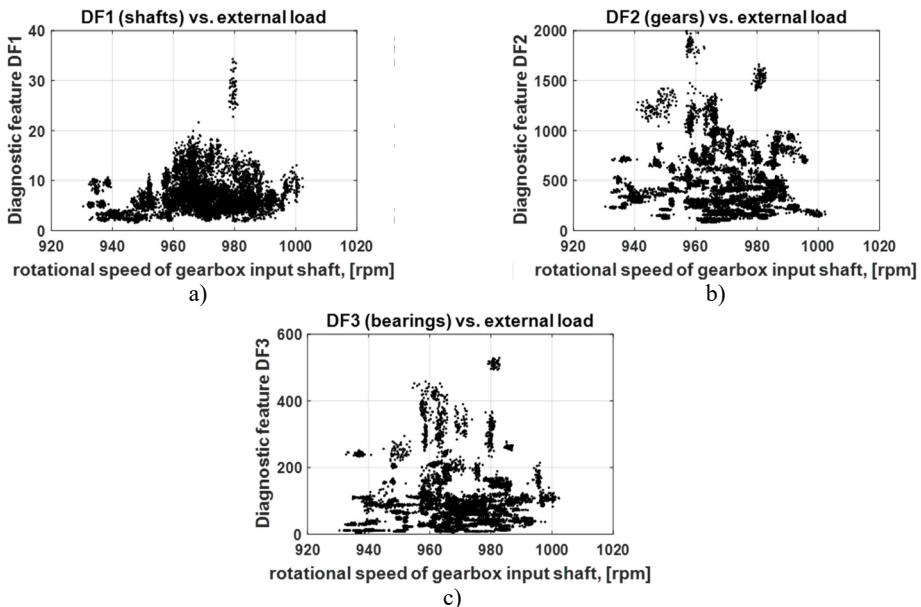 DF1 (shafts) vs. external load
Diagnostic feature DF1
40
30
20
10
0
920 940 960 980 1000 1020
rotational speed of gearbox input shaft, [rpm]
a)
DF2 (gears) vs. external load
Diagnostic feature DF2
2000
1500
1000
500
0
920 940 960 980 1000 1020
rotational speed of gearbox input shaft, [rpm]
b)
DF3 (bearings) vs. external load
Diagnostic feature DF3
600
400
200
0
920 940 960 980 1000 1020
rotational speed of gearbox input shaft, [rpm]
c)